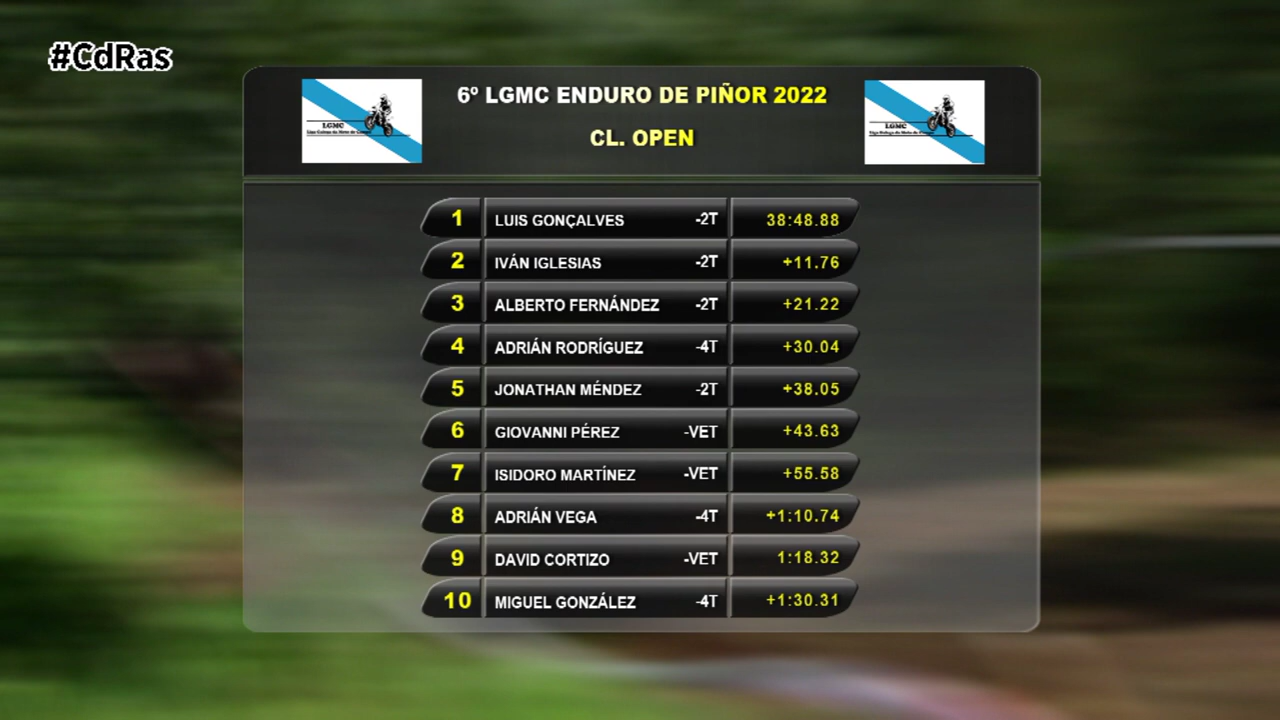 #CdRas
6º LGMC ENDURO DE PIÑOR 2022
CL. OPEN
LGMC
LGMC
1 LUIS GONÇALVES -2T 38:48.88
2 IVÁN IGLESIAS -2T +11.76
3 ALBERTO FERNÁNDEZ -2T +21.22
4 ADRIÁN RODRÍGUEZ -4T +30.04
5 JONATHAN MÉNDEZ -2T +38.05
6 GIOVANNI PÉREZ -VET +43.63
7 ISIDORO MARTÍNEZ -VET +55.58
8 ADRIÁN VEGA -4T +1:10.74
9 DAVID CORTIZO -VET 1:18.32
10 MIGUEL GONZÁLEZ -4T +1:30.31